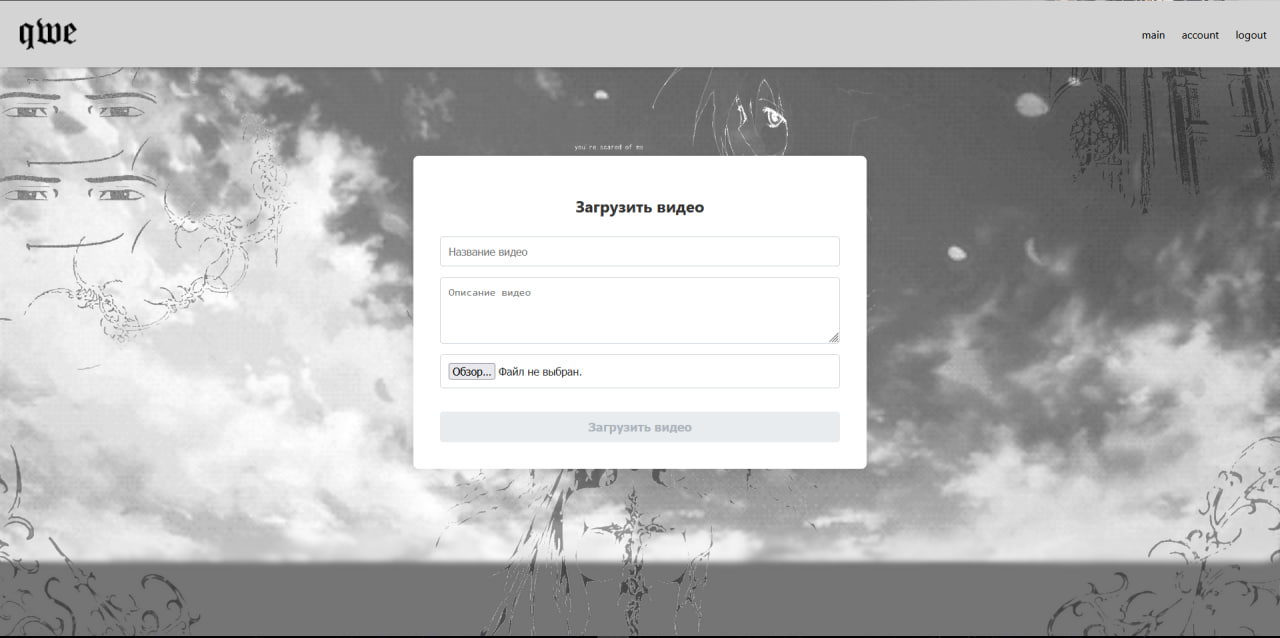 qwe
main account logout
you're scared of me
Загрузить видео
Название видео
Описание видео
Обзор... Файл не выбран.
Загрузить видео